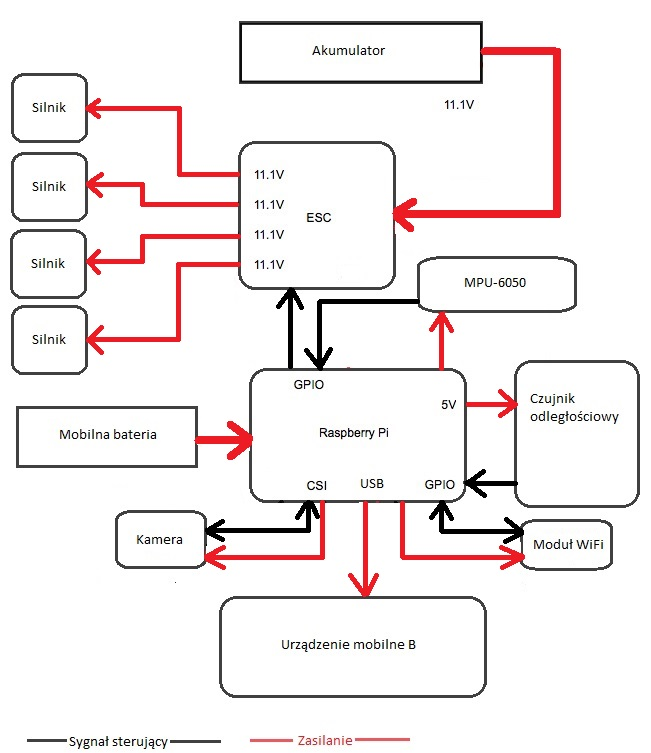 Akumulator
11.1V
Silnik
Silnik
Silnik
Silnik
11.1V
11.1V
11.1V
11.1V
ESC
MPU-6050
GPIO
5V
Raspberry Pi
CSI
USB
GPIO
Czujnik
odległościowy
Mobilna bateria
Kamera
Moduł WiFi
Urządzenie mobilne B
Sygnał sterujący
Zasilanie